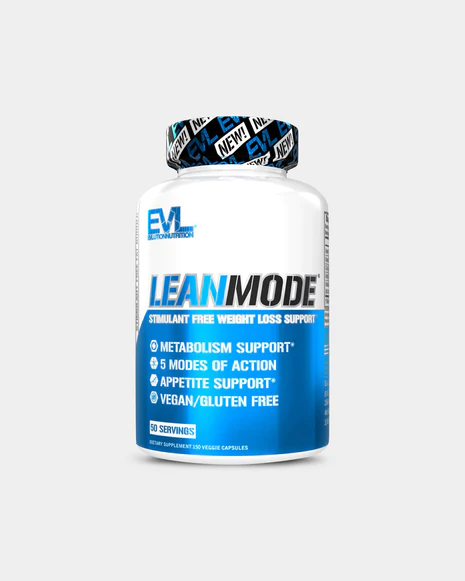 NEW!
EVL
NEW!
EVL
EVLUTIONNUTRITION
LEANMODE®
STIMULANT FREE WEIGHT LOSS SUPPORT
METABOLISM SUPPORT*
5 MODES OF ACTION
APPETITE SUPPORT*
VEGAN/GLUTEN FREE
50 SERVINGS
DIETARY SUPPLEMENT 150 VEGGIE CAPSULES